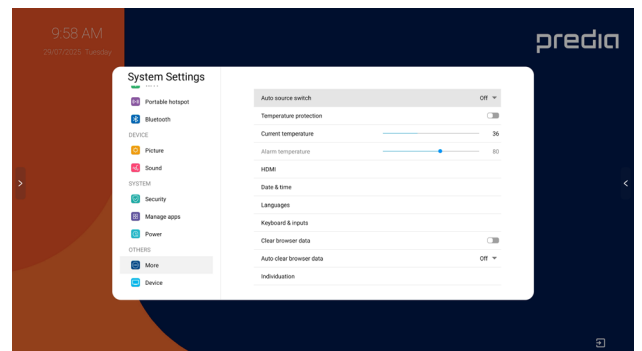 9:58 AM
29/07/2025 Tuesday
predia
System Settings
Portable hotspot
Bluetooth
DEVICE
Picture
Sound
SYSTEM
Security
Manage apps
Power
OTHERS
More
Device
Auto source switch Off
Temperature protection
Current temperature 36
Alarm temperature 80
HDMI
Date & time
Languages
Keyboard & inputs
Clear browser data
Auto clear browser data Off
Individuation